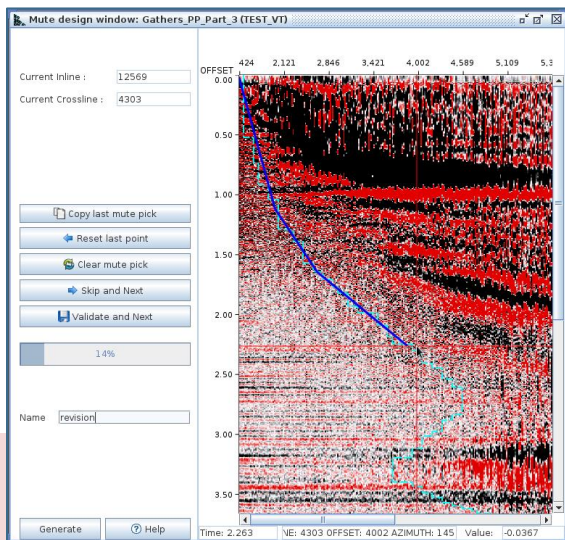 Mute design window: Gathers_PP_Part_3 (TEST_VT)
Current Inline : 12569
Current Crossline : 4303
Copy last mute pick
Reset last point
Clear mute pick
Skip and Next
Validate and Next
14%
Name revision
Generate
Help
424 2,121 2,846 3,421 4,002 4,589 5,109 5,3
OFFSET
0.00
0.50
1.00
1.50
2.00
2.50
3.00
3.50
Time: 2.263 NE: 4303 OFFSET: 4002 AZIMUTH: 145 Value: -0.0367